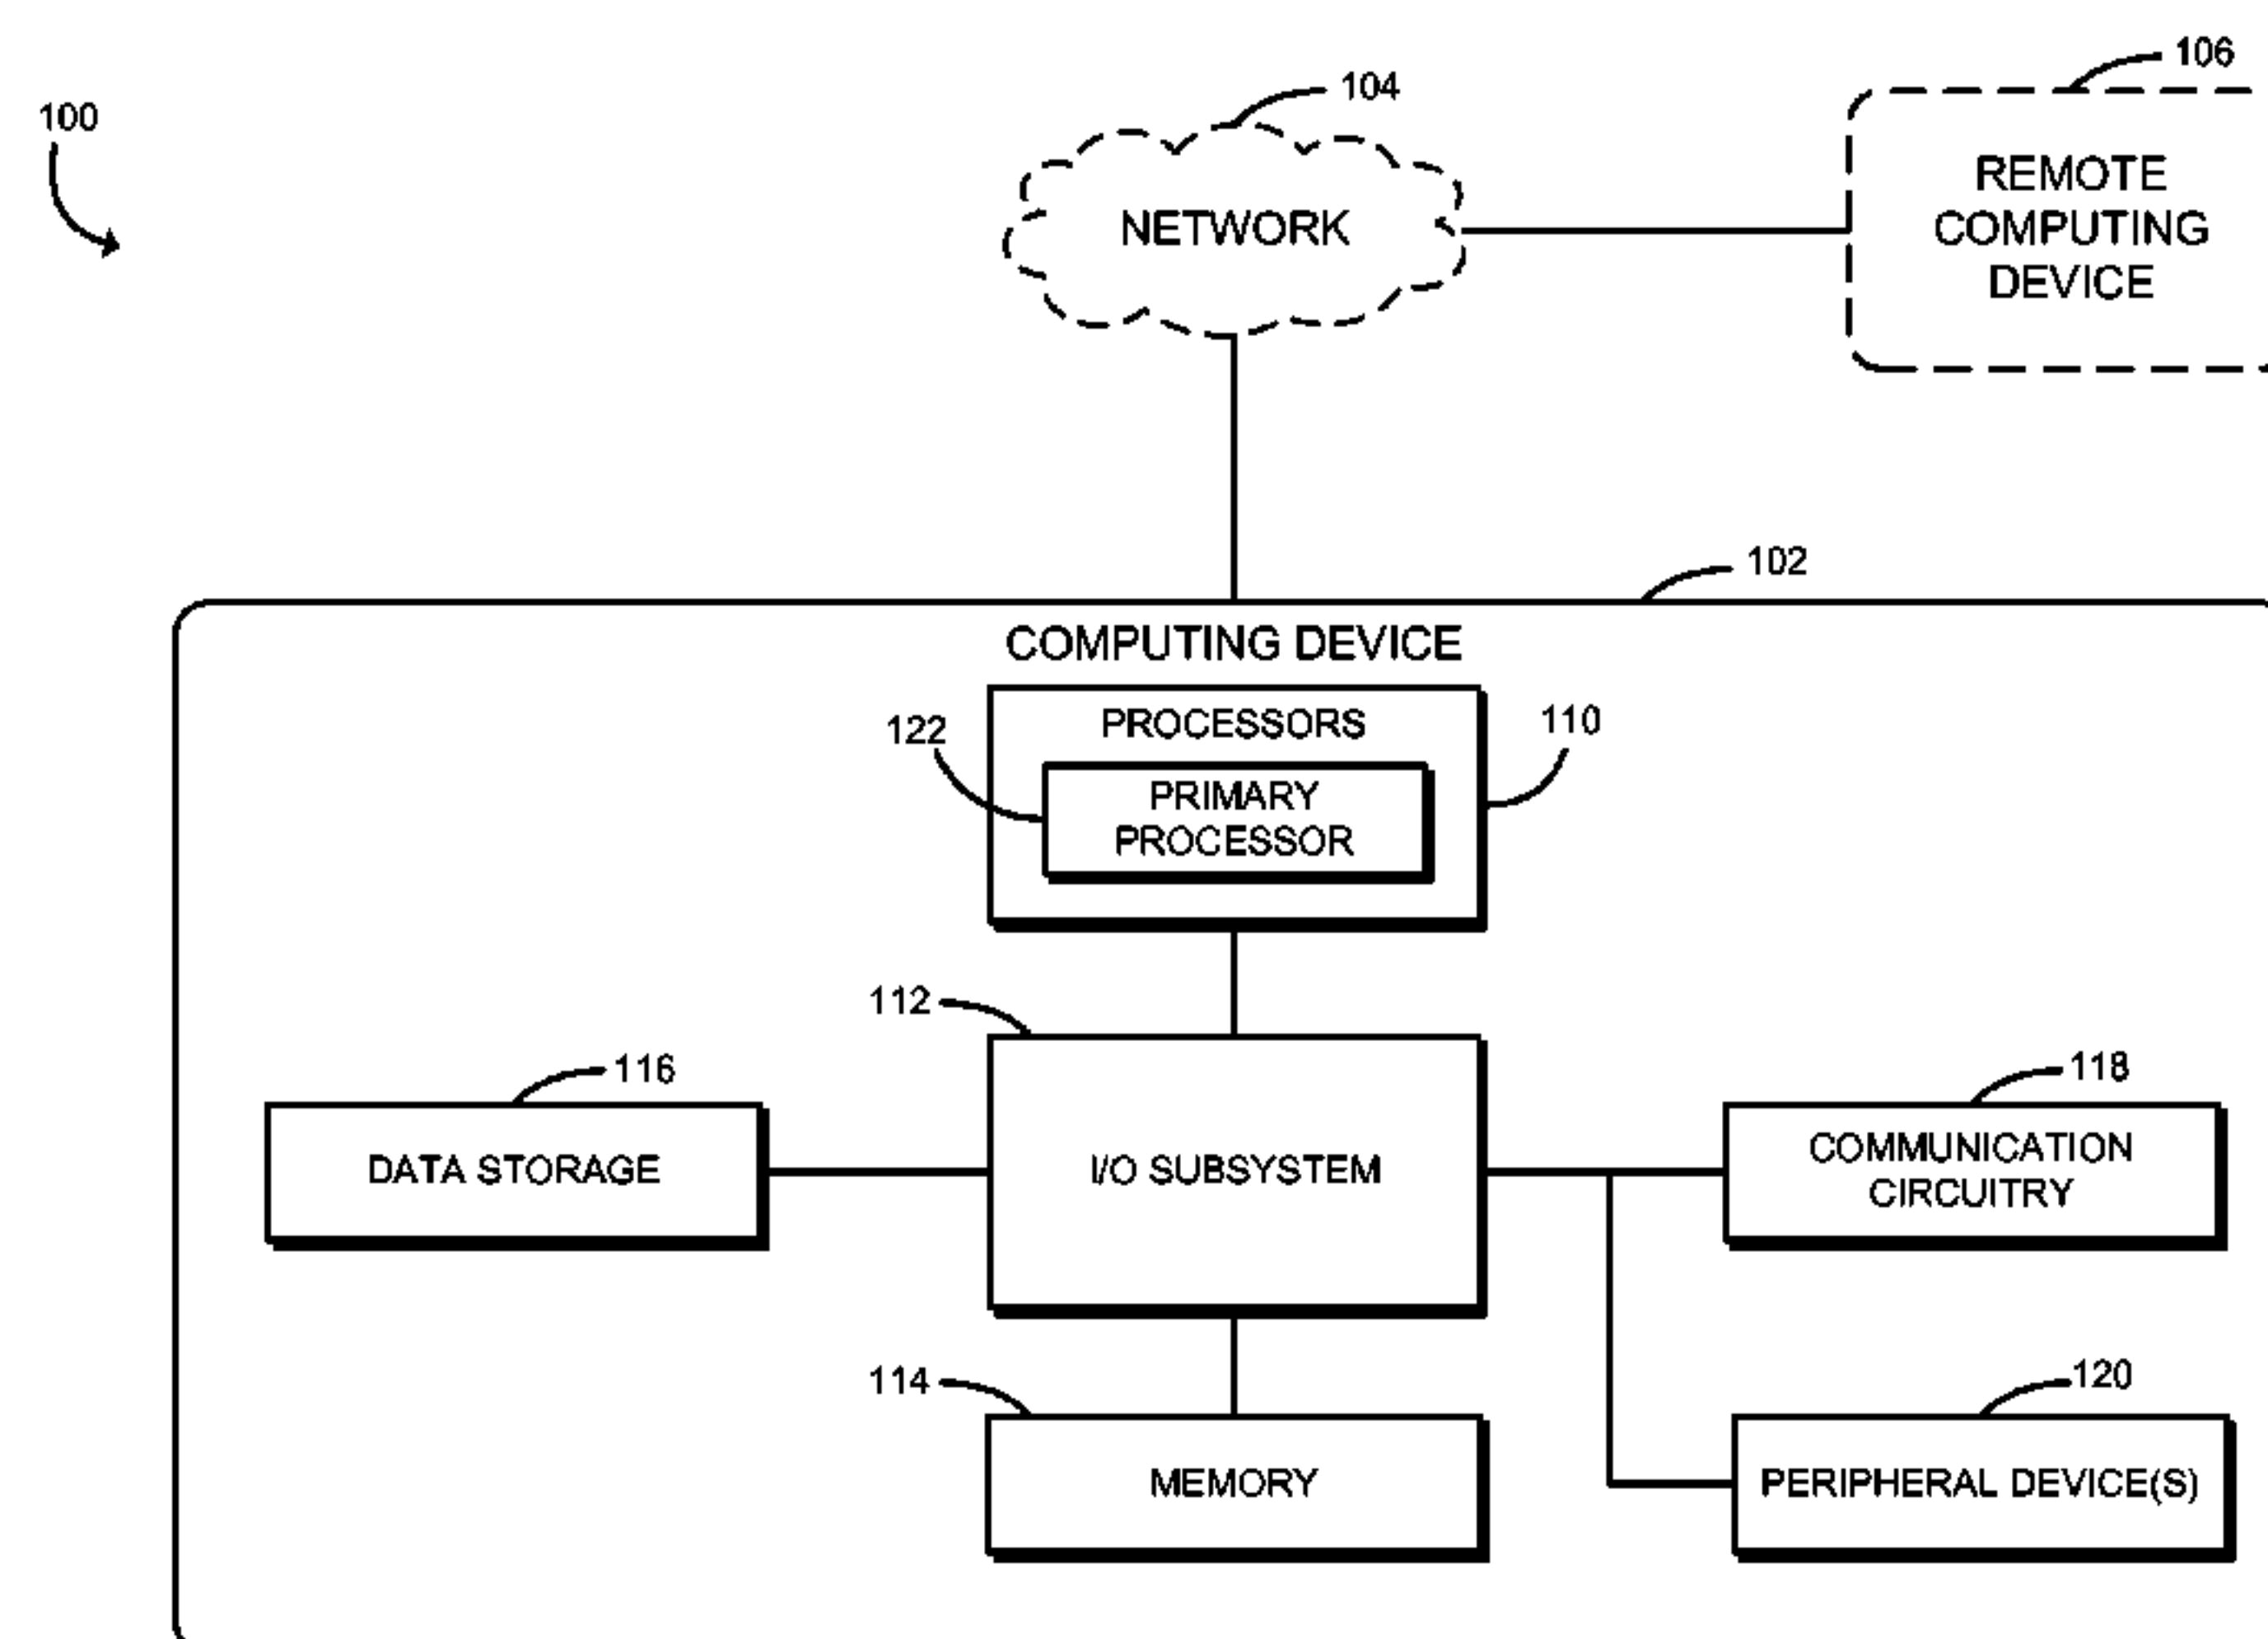 106
104
100
REMOTE
COMPUTING
DEVICE
NETWORK
102
COMPUTING DEVICE
PROCESSORS
122
110
PRIMARY
PROCESSOR
112
116
118
DATA STORAGE
I/O SUBSYSTEM
COMMUNICATION
CIRCUITRY
114
120
MEMORY
PERIPHERAL DEVICE(S)